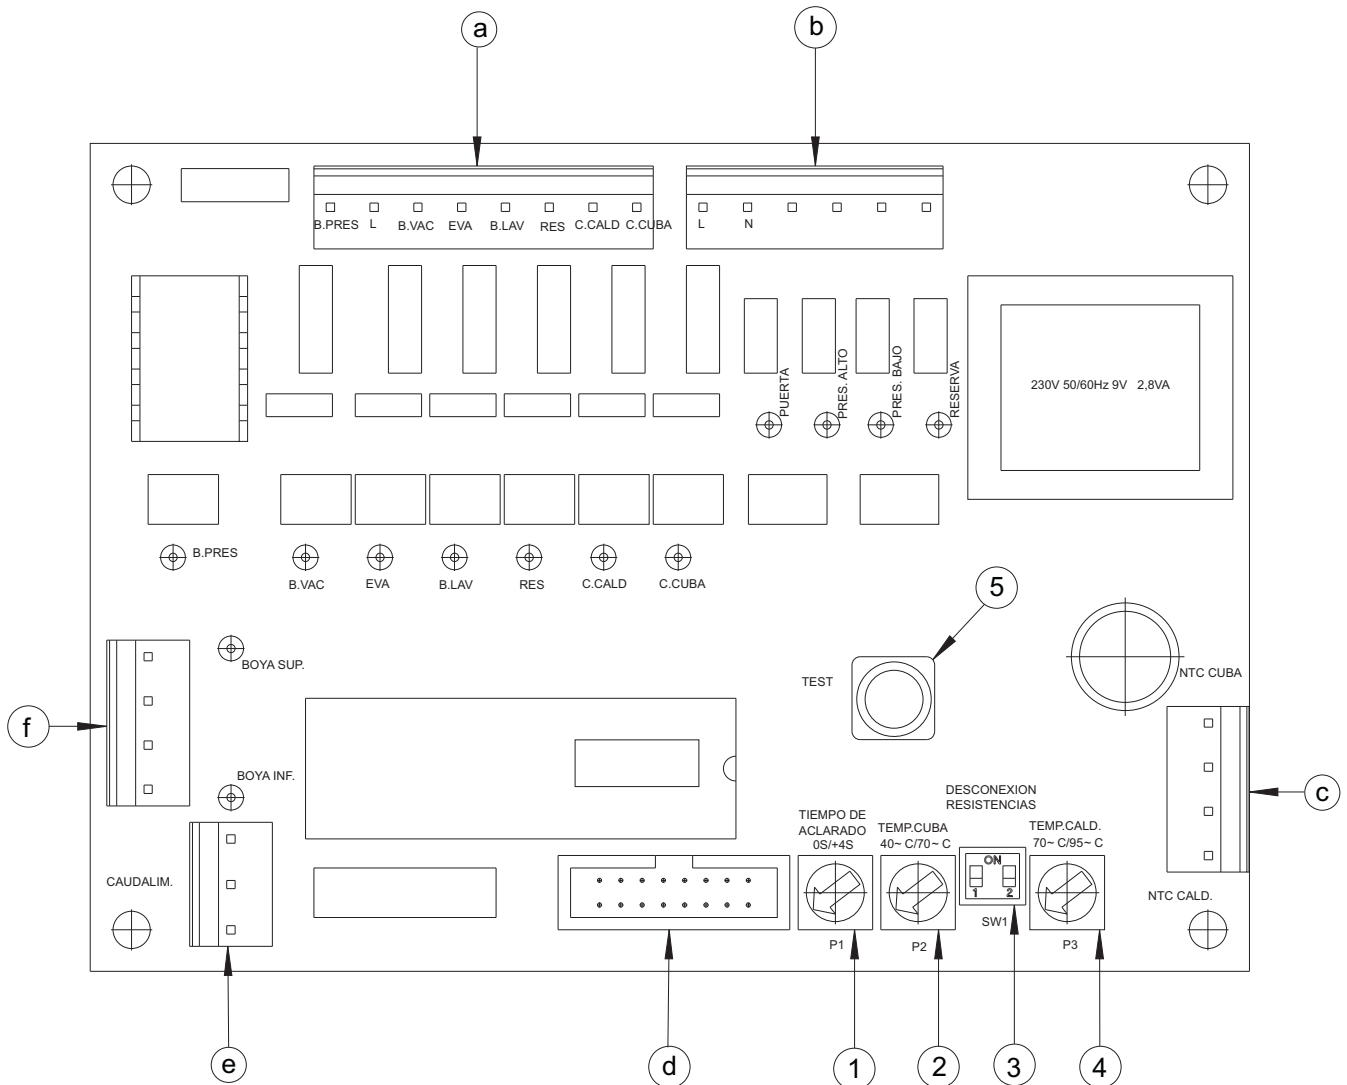 a
b
B.PRES L B.VAC EVA B.LAV RES C.CALD C.CUBA
L N
PUERTA
PRES. ALTO
PRES. BAJO
RESERVA
230V 50/60Hz 9V 2,8VA
B.PRES
B.VAC
EVA
B.LAV
RES
C.CALD
C.CUBA
5
BOYA SUP.
TEST
NTC CUBA
f
BOYA INF.
c
DESCONEXION
RESISTENCIAS
TIEMPO DE
ACLARADO
0S/+4S
TEMP.CUBA
40~ C/70~ C
TEMP.CALD.
70~ C/95~ C
ON
1 2
CAUDALIM.
NTC CALD.
SW1
P1
P2
P3
e
d
1
2
3
4